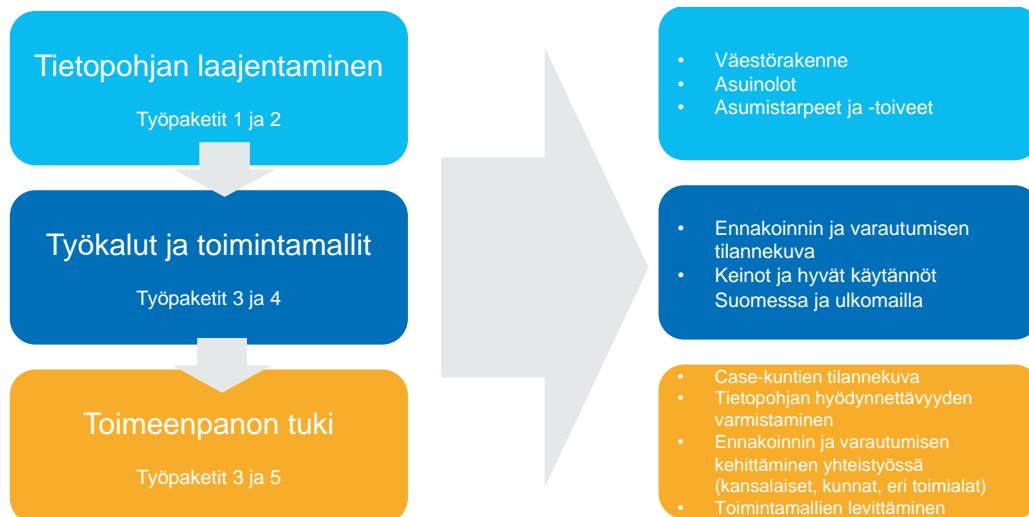 Tietopohjan laajentaminen
Työpaketit 1 ja 2
• Väestörakenne
• Asuinolot
• Asumistarpeet ja -toiveet
Työkalut ja toimintamallit
Työpaketit 3 ja 4
• Ennakoinnin ja varautumisen
tilannekuva
• Keinot ja hyvät käytännöt
Suomessa ja ulkomailla
Toimeenpanon tuki
Työpaketit 3 ja 5
• Case-kuntien tilannekuva
• Tietopohjan hyödynnettävyyden
varmistaminen
• Ennakoinnin ja varautumisen
kehittäminen yhteistyössä
(kansalaiset, kunnat, eri toimialat)
• Toimintamallien levittäminen